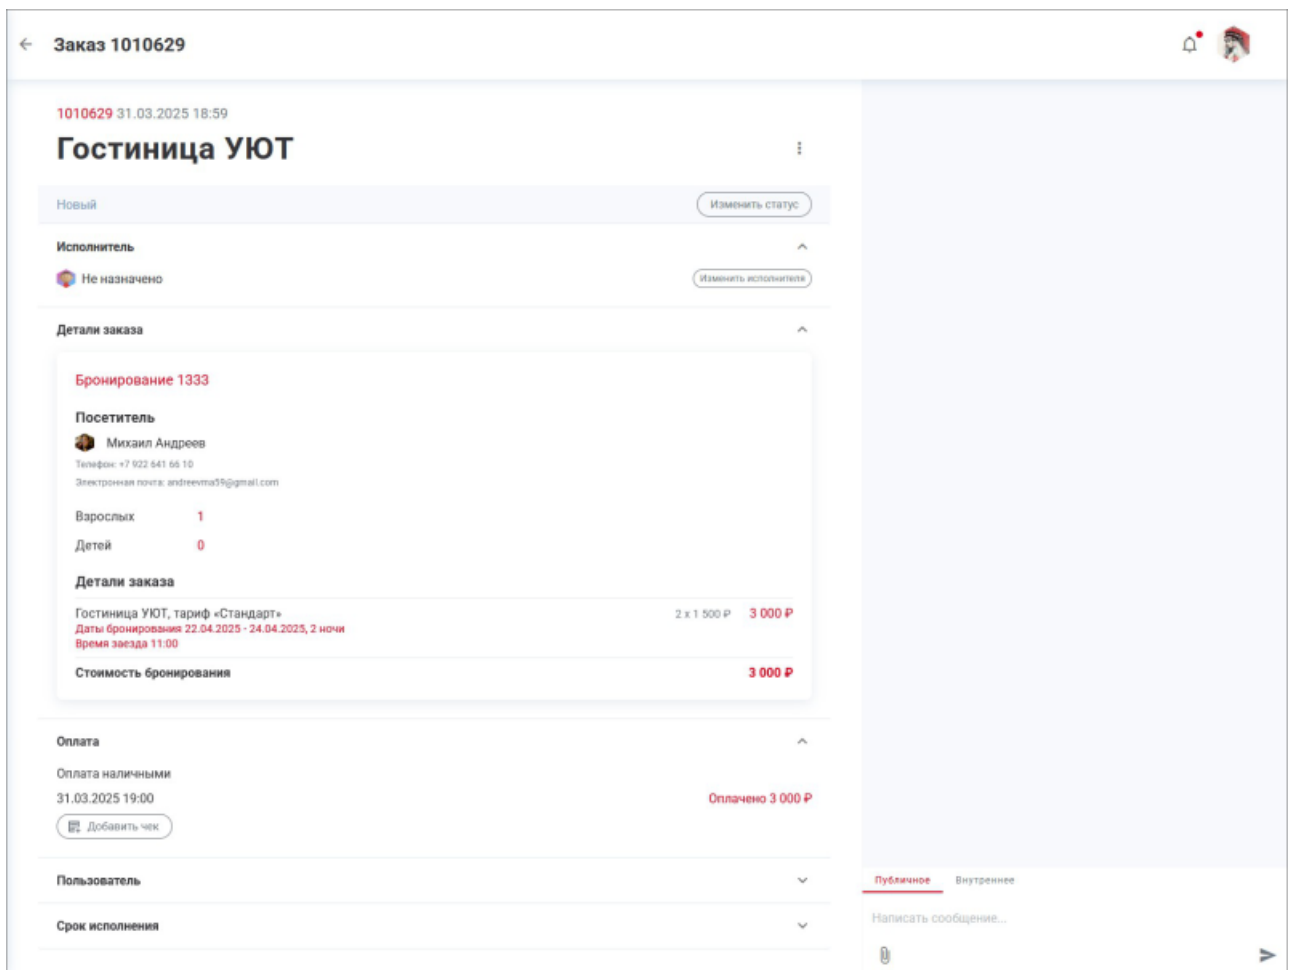 Заказ 1010629
1010629 31.03.2025 18:59
Гостиница УЮТ
Новый
Изменить статус
Исполнитель
Не назначено
Изменить исполнителя
Детали заказа
Бронирование 1333
Посетитель
Михаил Андреев
Телефон: +7 922 641 66 10
Электронная почта: andreevma59@gmail.com
Взрослых 1
Детей 0
Детали заказа
Гостиница УЮТ, тариф «Стандарт» 2 x 1 500 ₽ 3 000 ₽
Даты бронирования 22.04.2025 - 24.04.2025, 2 ночи
Время заезда 11:00
Стоимость бронирования 3 000 ₽
Оплата
Оплата наличными
31.03.2025 19:00 Оплачено 3 000 ₽
Добавить чек
Пользователь
Срок исполнения
Публичное Внутреннее
Написать сообщение...